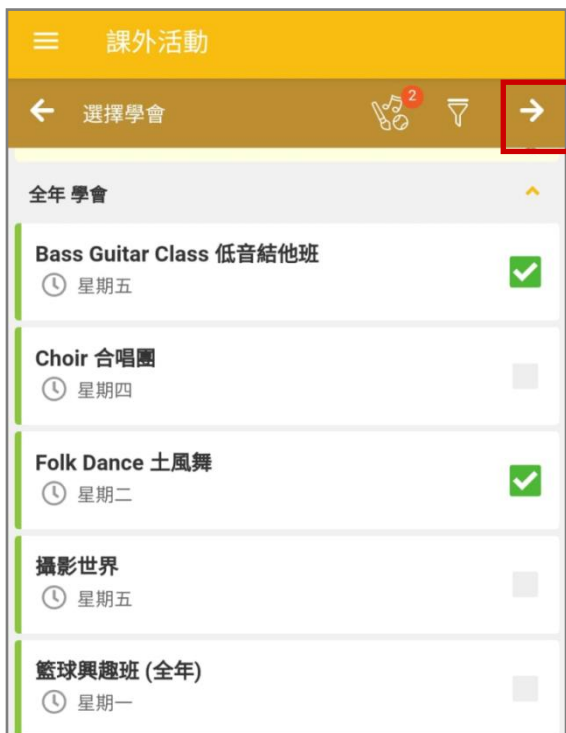 課外活動
選擇學會
2
全年 學會
Bass Guitar Class 低音結他班
星期五
Choir 合唱團
星期四
Folk Dance 土風舞
星期二
攝影世界
星期五
籃球興趣班 (全年)
星期一